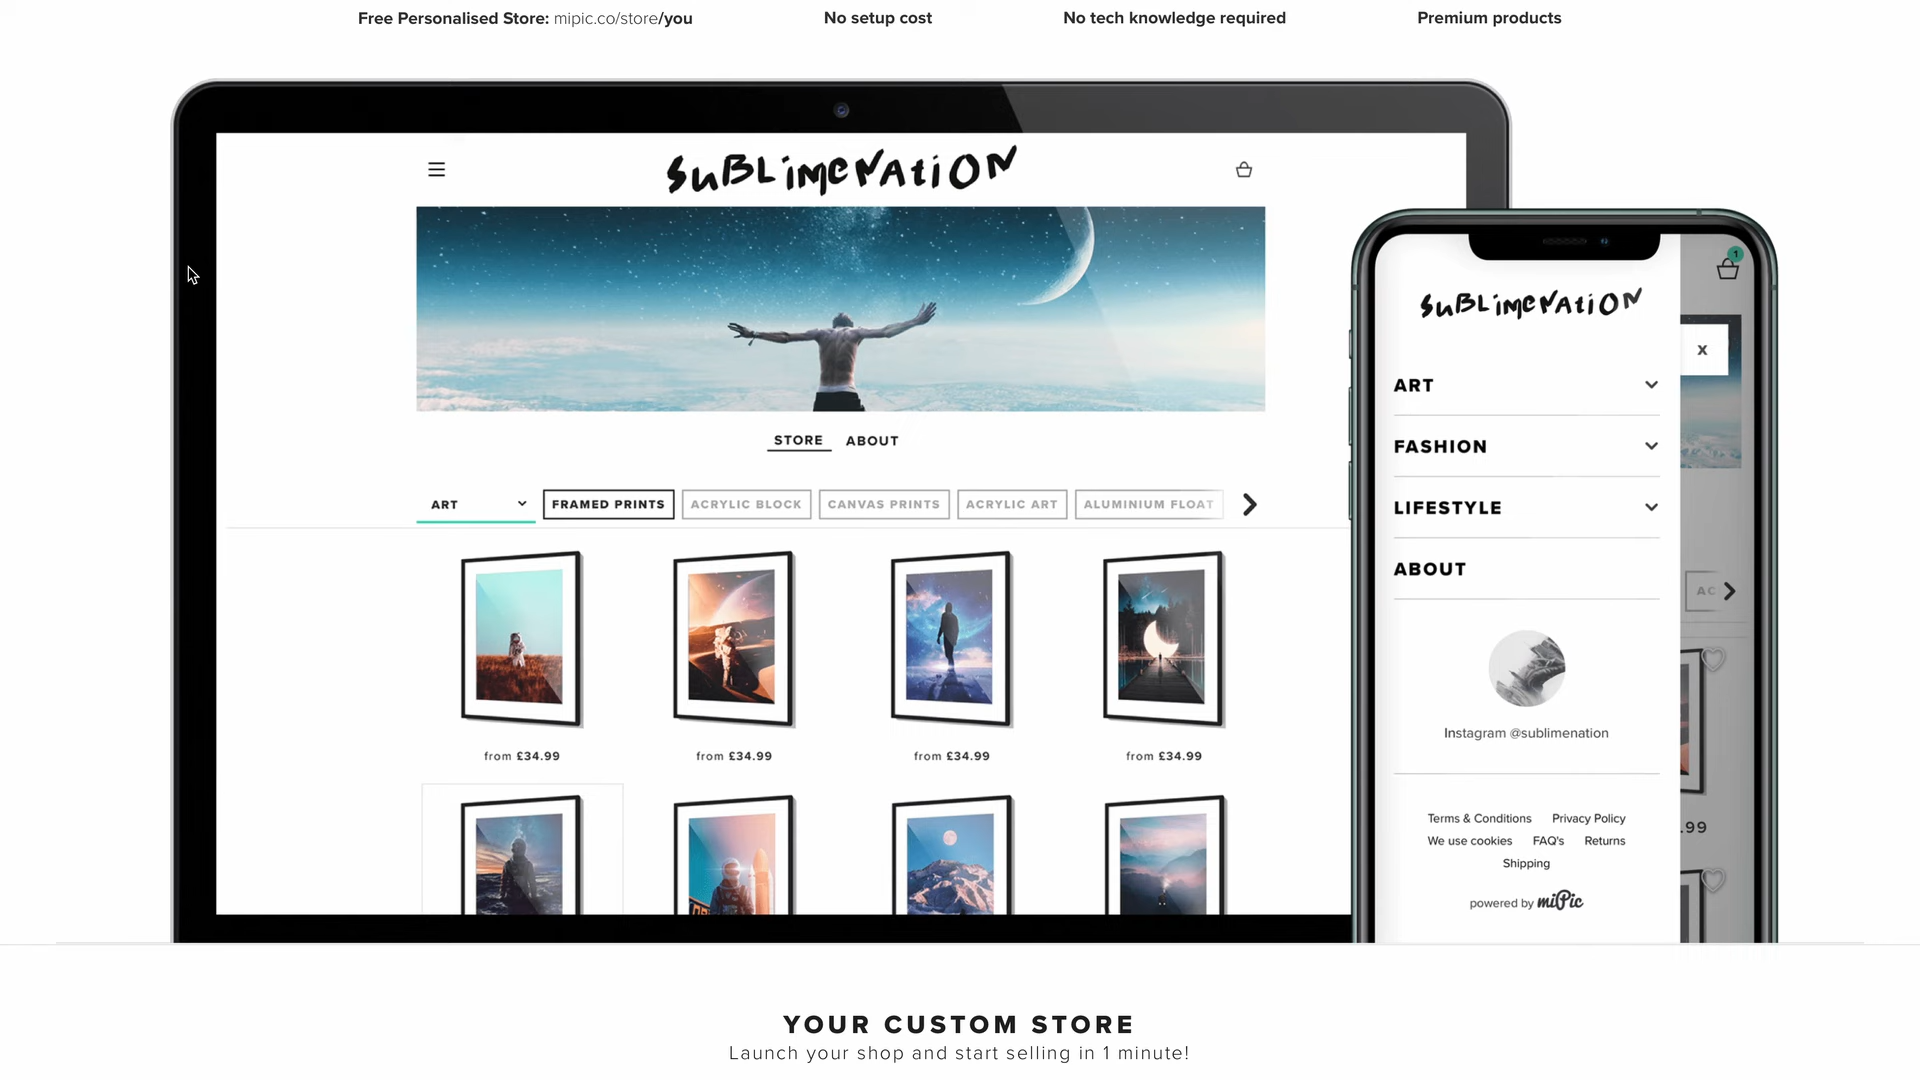 Free Personalised Store: mipic.co/store/you
No setup cost
No tech knowledge required
Premium products
SUBLIMENATION
STORE ABOUT
ART
FRAMED PRINTS
ACRYLIC BLOCK
CANVAS PRINTS
ACRYLIC ART
ALUMINIUM FLOAT
from £34.99
from £34.99
from £34.99
from £34.99
1
SUBLIMENATION
x
ART
FASHION
LIFESTYLE
ABOUT
AC
Instagram @sublimenation
Terms & Conditions Privacy Policy
.99
We use cookies FAQ's Returns
Shipping
powered by miPic
YOUR CUSTOM STORE
Launch your shop and start selling in 1 minute!